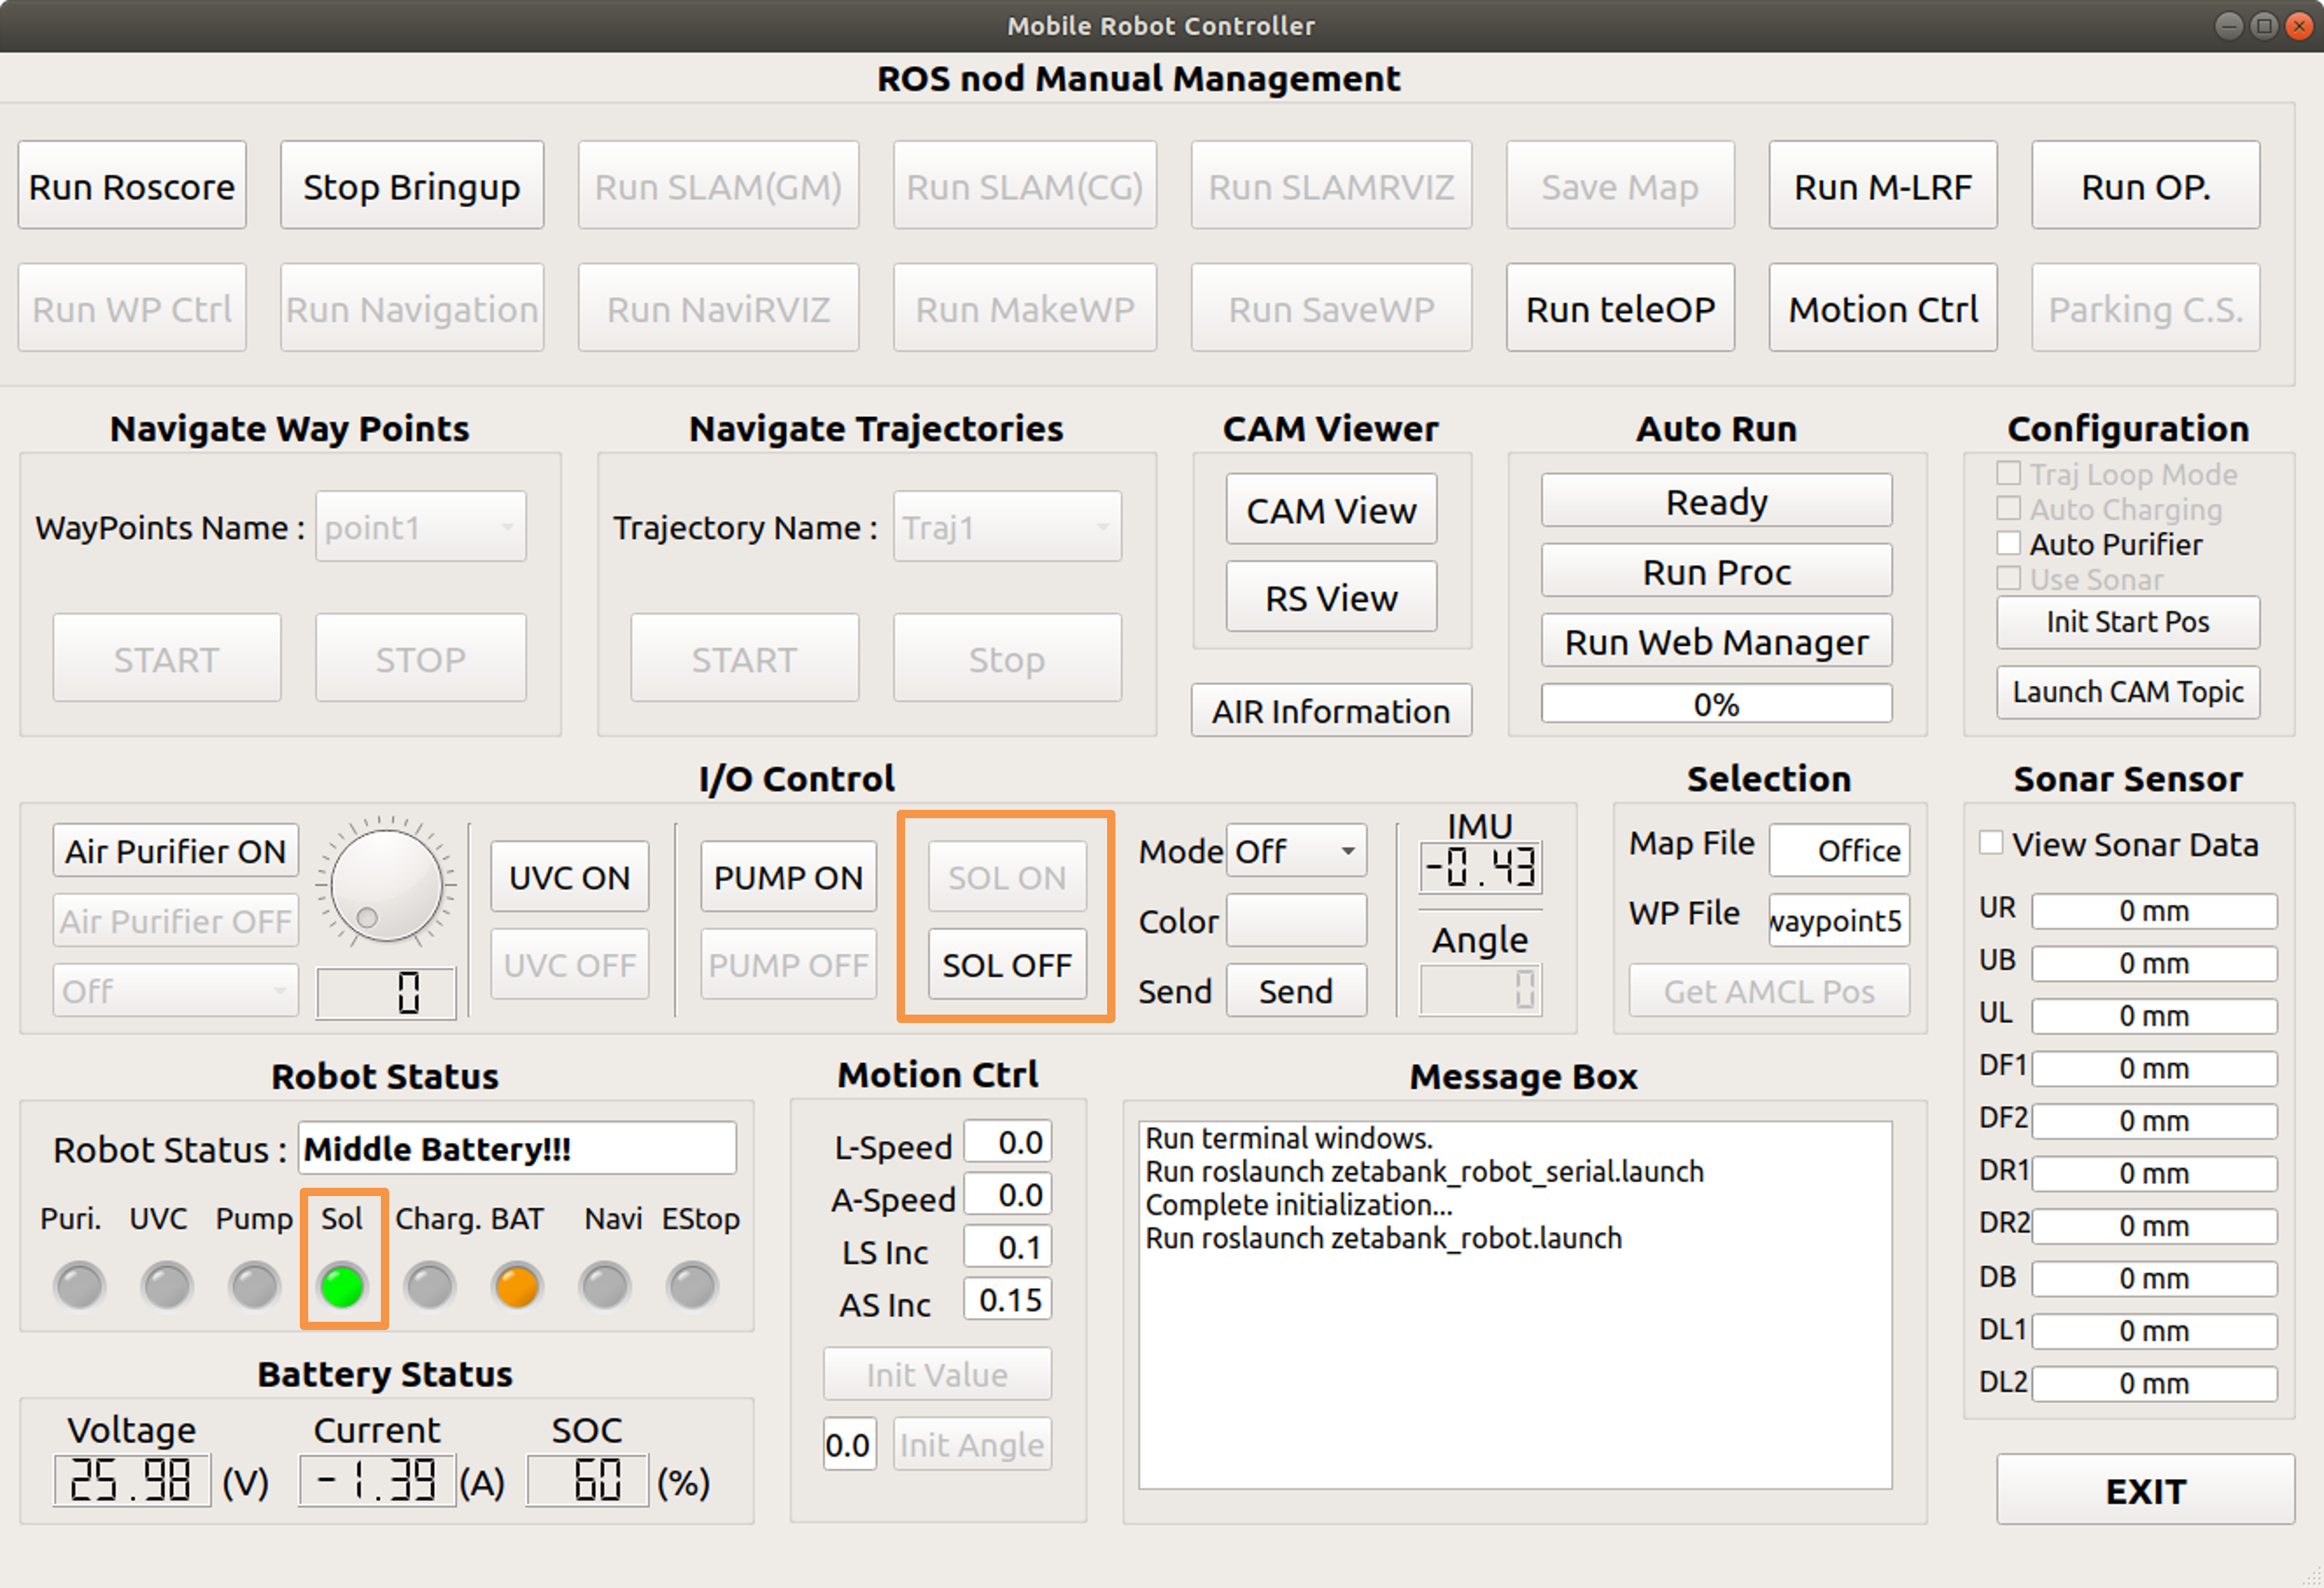 Mobile Robot Controller
ROS nod Manual Management
Run Roscore Stop Bringup Run SLAM(GM) Run SLAM(CG) Run SLAMRVIZ Save Map Run M-LRF Run OP.
Run WP Ctrl Run Navigation Run NaviRVIZ Run MakeWP Run SaveWP Run teleOP Motion Ctrl Parking C.S.
Navigate Way Points
WayPoints Name : point1
START STOP
Navigate Trajectories
Trajectory Name : Traj1
START Stop
CAM Viewer
CAM View
RS View
AIR Information
Auto Run
Ready
Run Proc
Run Web Manager
0%
Configuration
Traj Loop Mode
Auto Charging
Auto Purifier
Use Sonar
Init Start Pos
Launch CAM Topic
I/O Control
Air Purifier ON
Air Purifier OFF
Off
0
UVC ON
UVC OFF
PUMP ON
PUMP OFF
SOL ON
SOL OFF
Mode Off
Color
Send Send
IMU
-0.43
Angle
0
Selection
Map File Office
WP File waypoint5
Get AMCL Pos
Sonar Sensor
View Sonar Data
UR 0 mm
UB 0 mm
UL 0 mm
DF1 0 mm
DF2 0 mm
DR1 0 mm
DR2 0 mm
DB 0 mm
DL1 0 mm
DL2 0 mm
Robot Status
Robot Status : Middle Battery!!!
Puri. UVC Pump Sol Charg. BAT Navi EStop
Battery Status
Voltage Current SOC
25.98 (V) -1.39 (A) 60 (%)
Motion Ctrl
L-Speed 0.0
A-Speed 0.0
LS Inc 0.1
AS Inc 0.15
Init Value
0.0 Init Angle
Message Box
Run terminal windows.
Run roslaunch zetabank_robot_serial.launch
Complete initialization...
Run roslaunch zetabank_robot.launch
EXIT